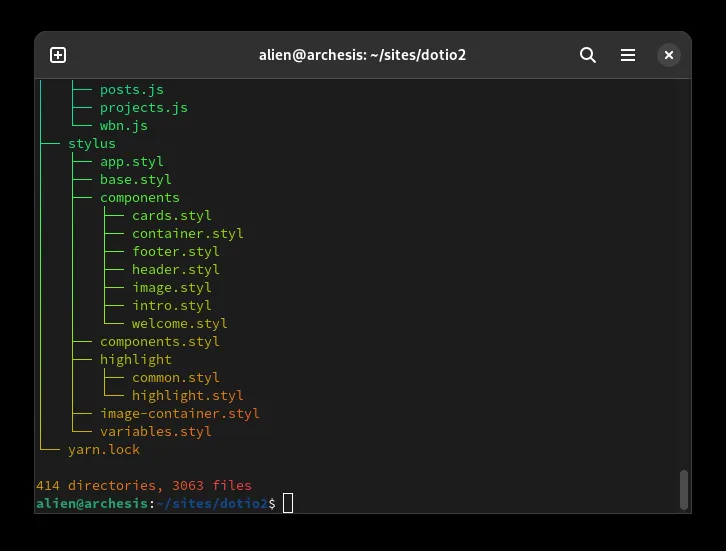 alien@archesis: ~/sites/dotio2
│   ├── posts.js
│   ├── projects.js
│   └── wbn.js
├── stylus
│   ├── app.styl
│   ├── base.styl
│   ├── components
│   │   ├── cards.styl
│   │   ├── container.styl
│   │   ├── footer.styl
│   │   ├── header.styl
│   │   ├── image.styl
│   │   ├── intro.styl
│   │   └── welcome.styl
│   ├── components.styl
│   ├── highlight
│   │   ├── common.styl
│   │   └── highlight.styl
│   ├── image-container.styl
│   └── variables.styl
└── yarn.lock
414 directories, 3063 files
alien@archesis:~/sites/dotio2$